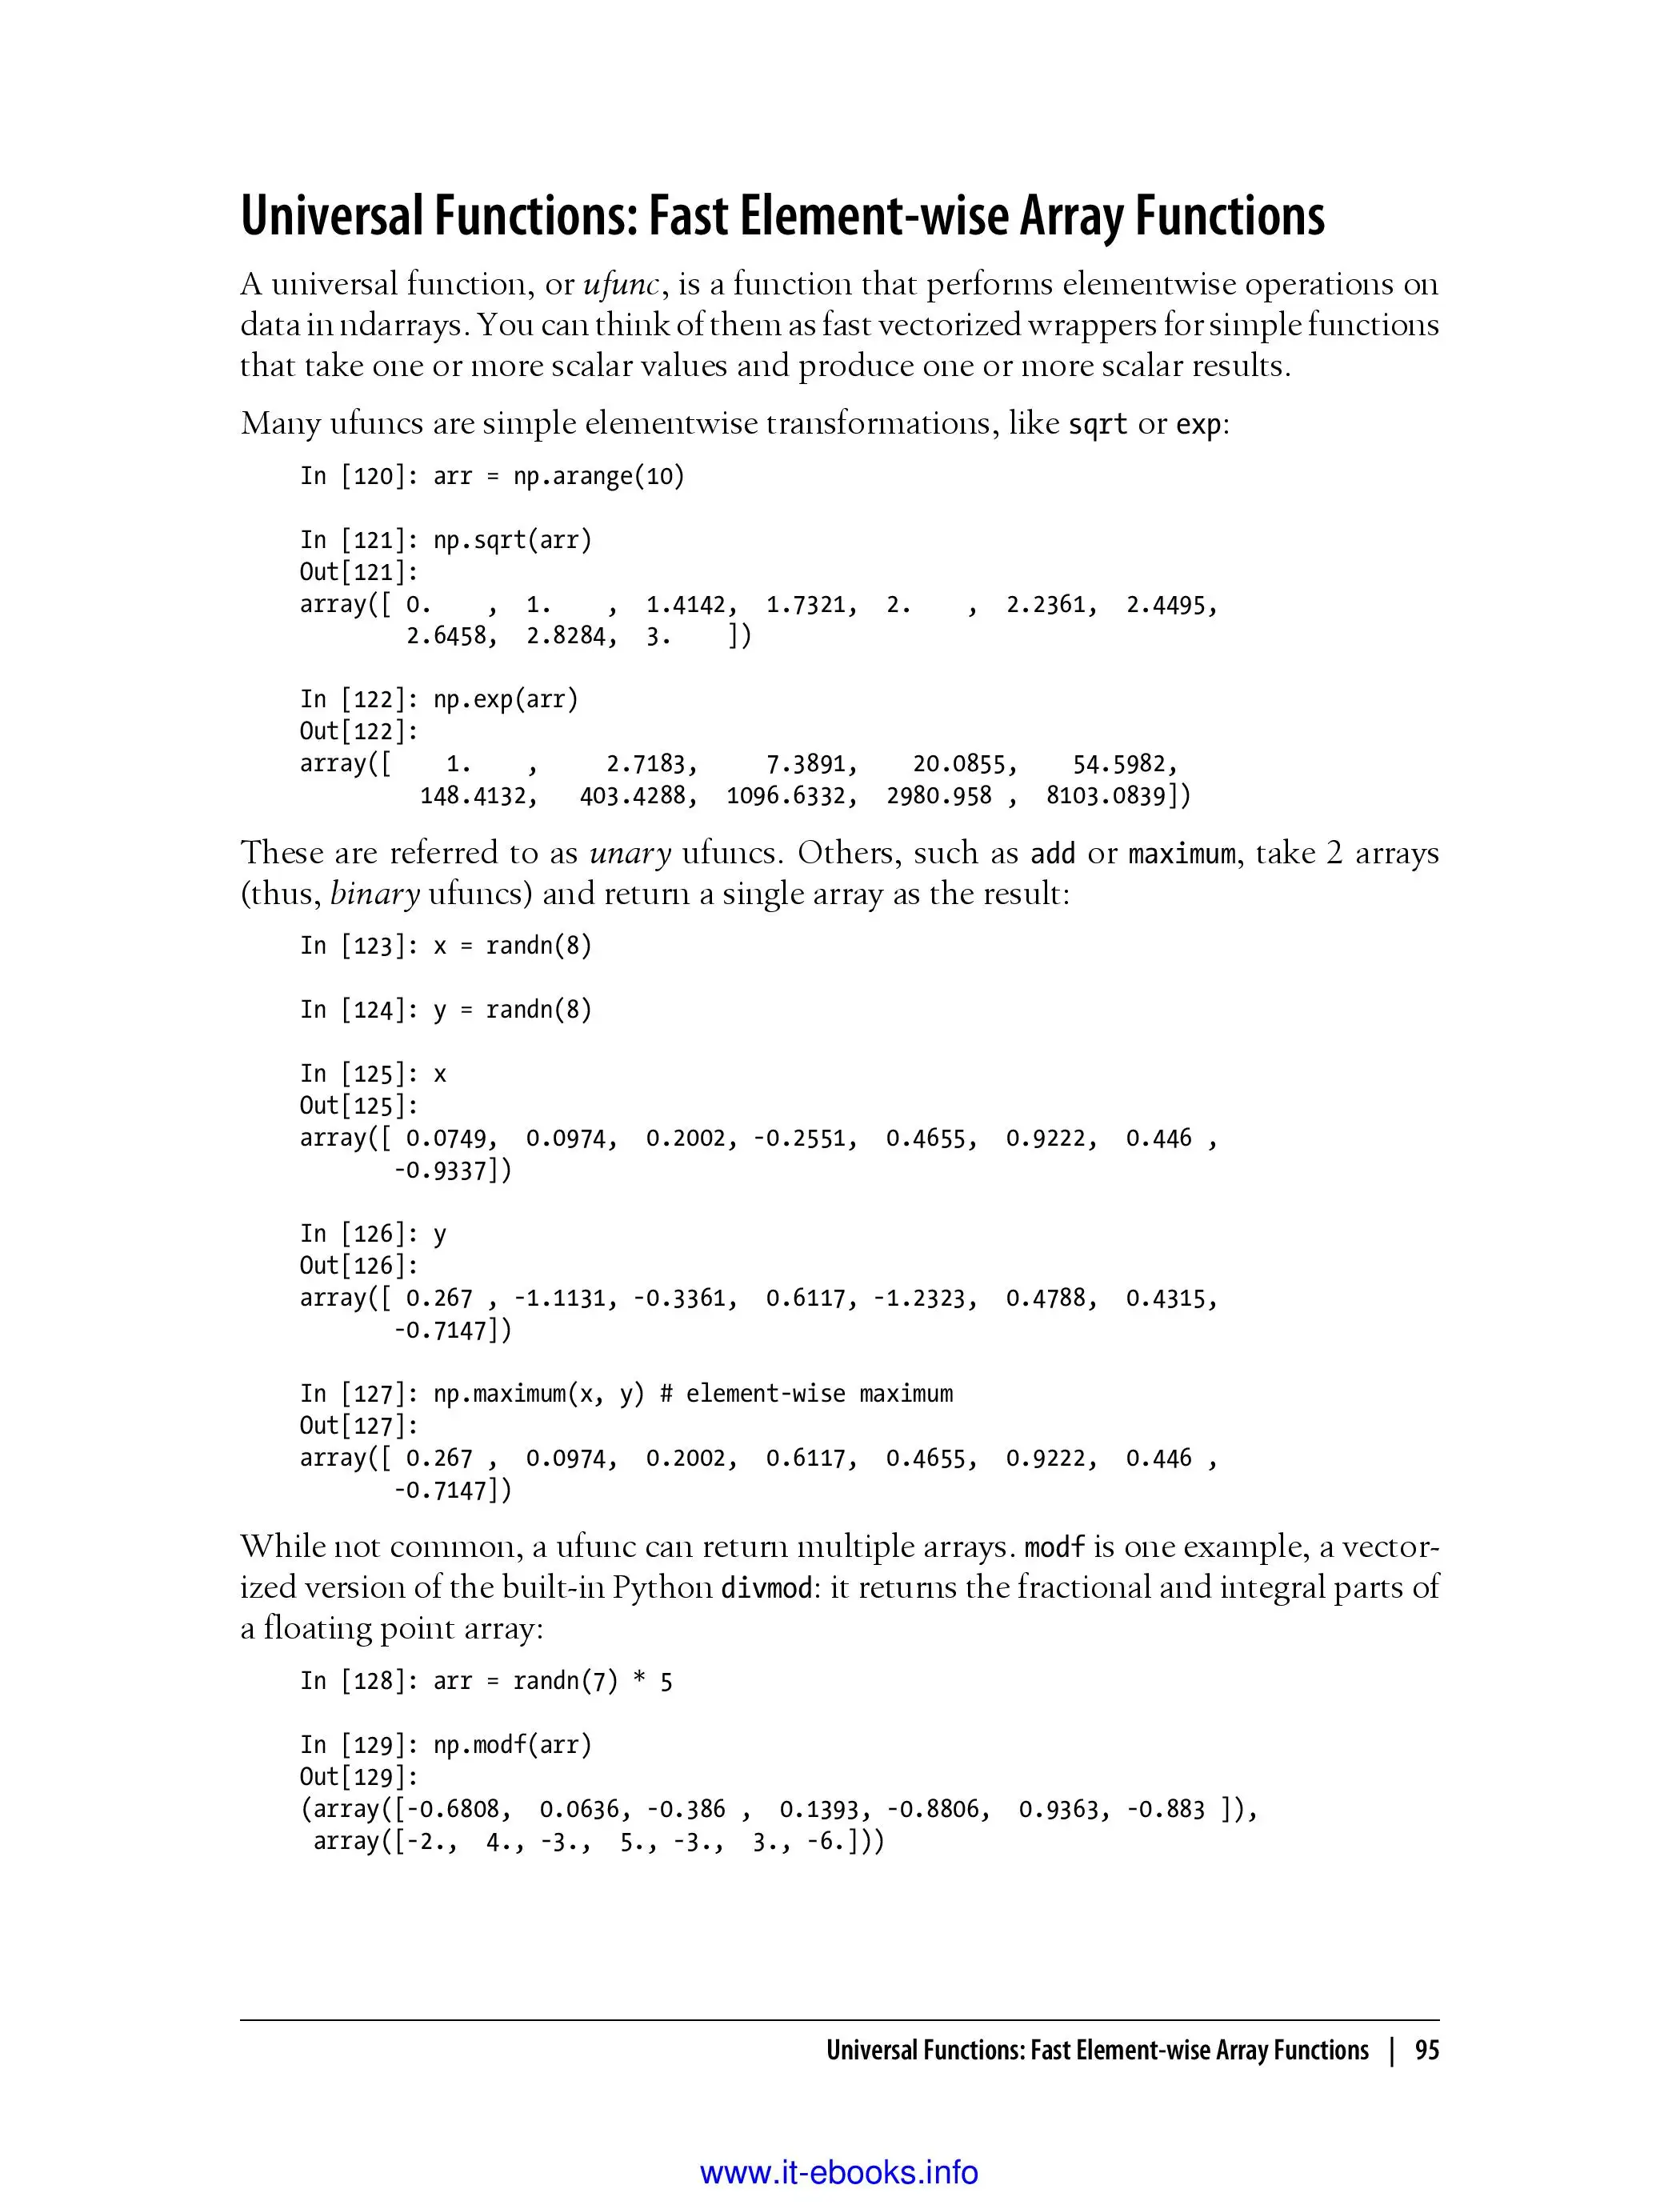 Universal Functions: Fast Element-wise Array Functions
A universal function, or ufunc, is a function that performs elementwise operations on
data in ndarrays. You can think of them as fast vectorized wrappers for simple functions
that take one or more scalar values and produce one or more scalar results.
Many ufuncs are simple elementwise transformations, like sqrt or exp:
In [120]: arr = np.arange(10)
In [121]: np.sqrt(arr)
Out[121]:
array([ 0.    ,  1.    ,  1.4142,  1.7321,  2.    ,  2.2361,  2.4495,
        2.6458,  2.8284,  3.    ])
In [122]: np.exp(arr)
Out[122]:
array([    1.    ,     2.7183,     7.3891,    20.0855,    54.5982,
         148.4132,   403.4288,  1096.6332,  2980.958 ,  8103.0839])
These are referred to as unary ufuncs. Others, such as add or maximum, take 2 arrays
(thus, binary ufuncs) and return a single array as the result:
In [123]: x = randn(8)
In [124]: y = randn(8)
In [125]: x
Out[125]:
array([ 0.0749,  0.0974,  0.2002, -0.2551,  0.4655,  0.9222,  0.446 ,
       -0.9337])
In [126]: y
Out[126]:
array([ 0.267 , -1.1131, -0.3361,  0.6117, -1.2323,  0.4788,  0.4315,
       -0.7147])
In [127]: np.maximum(x, y) # element-wise maximum
Out[127]:
array([ 0.267 ,  0.0974,  0.2002,  0.6117,  0.4655,  0.9222,  0.446 ,
       -0.7147])
While not common, a ufunc can return multiple arrays. modf is one example, a vector-
ized version of the built-in Python divmod: it returns the fractional and integral parts of
a floating point array:
In [128]: arr = randn(7) * 5
In [129]: np.modf(arr)
Out[129]:
(array([-0.6808,  0.0636, -0.386 ,  0.1393, -0.8806,  0.9363, -0.883 ]),
 array([-2.,  4., -3.,  5., -3.,  3., -6.]))
Universal Functions: Fast Element-wise Array Functions | 95
www.it-ebooks.info